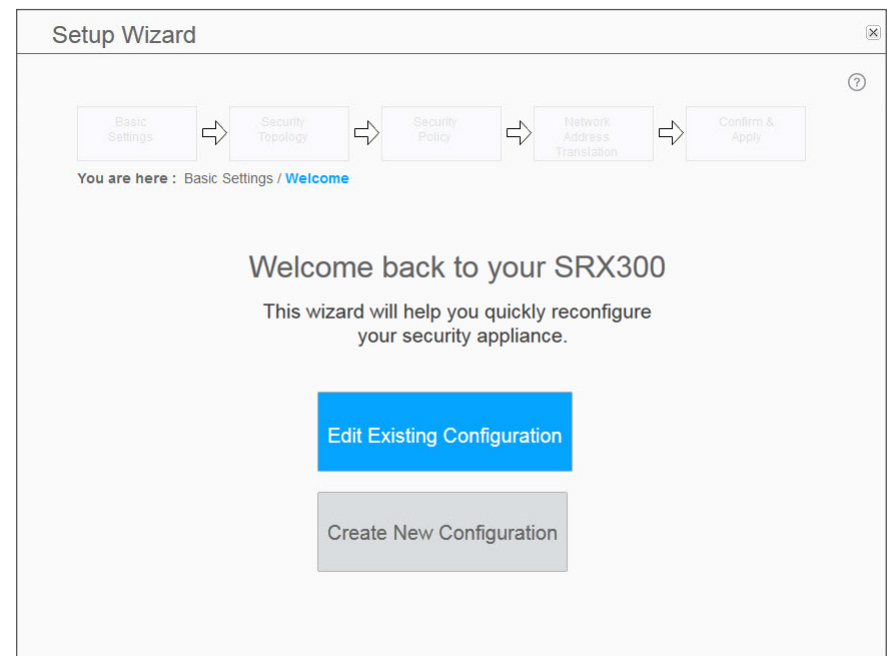 Setup Wizard
?
Basic
Settings
Security
Topology
Security
Policy
Network
Address
Translation
Confirm &
Apply
You are here : Basic Settings / Welcome
Welcome back to your SRX300
This wizard will help you quickly reconfigure
your security appliance.
Edit Existing Configuration
Create New Configuration